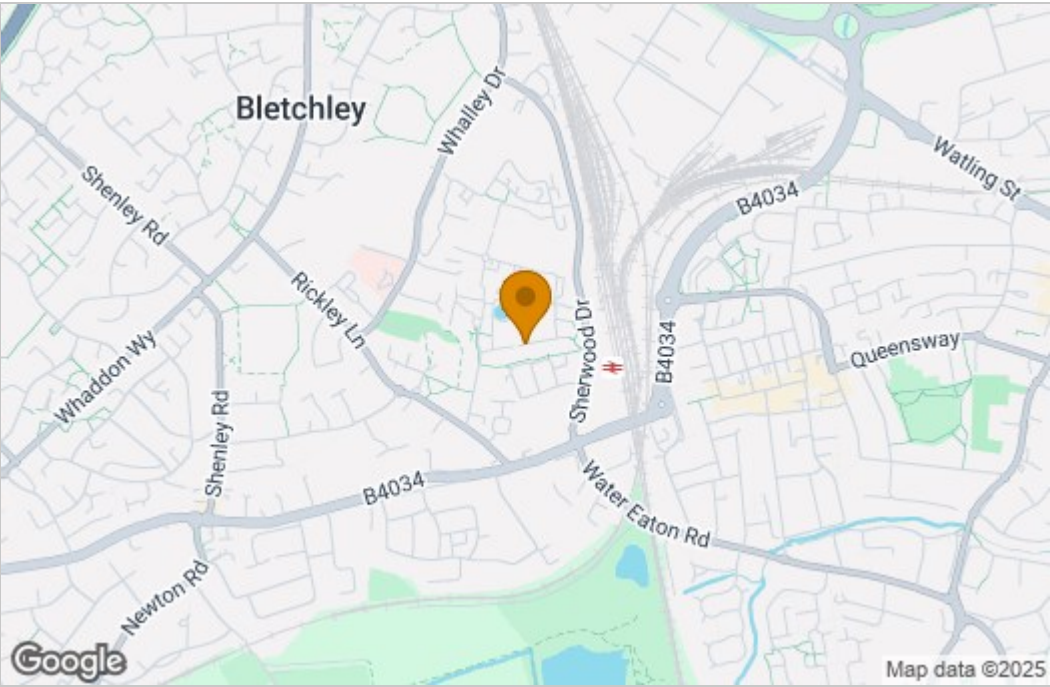 Bletchley
Whalley Dr
Watling St
Shenley Rd
B4034
Rickley Ln
Sherwood Dr
B4034
Queensway
Whaddon Wy
Shenley Rd
B4034
Water Eaton Rd
Newton Rd
Google
Map data ©2025